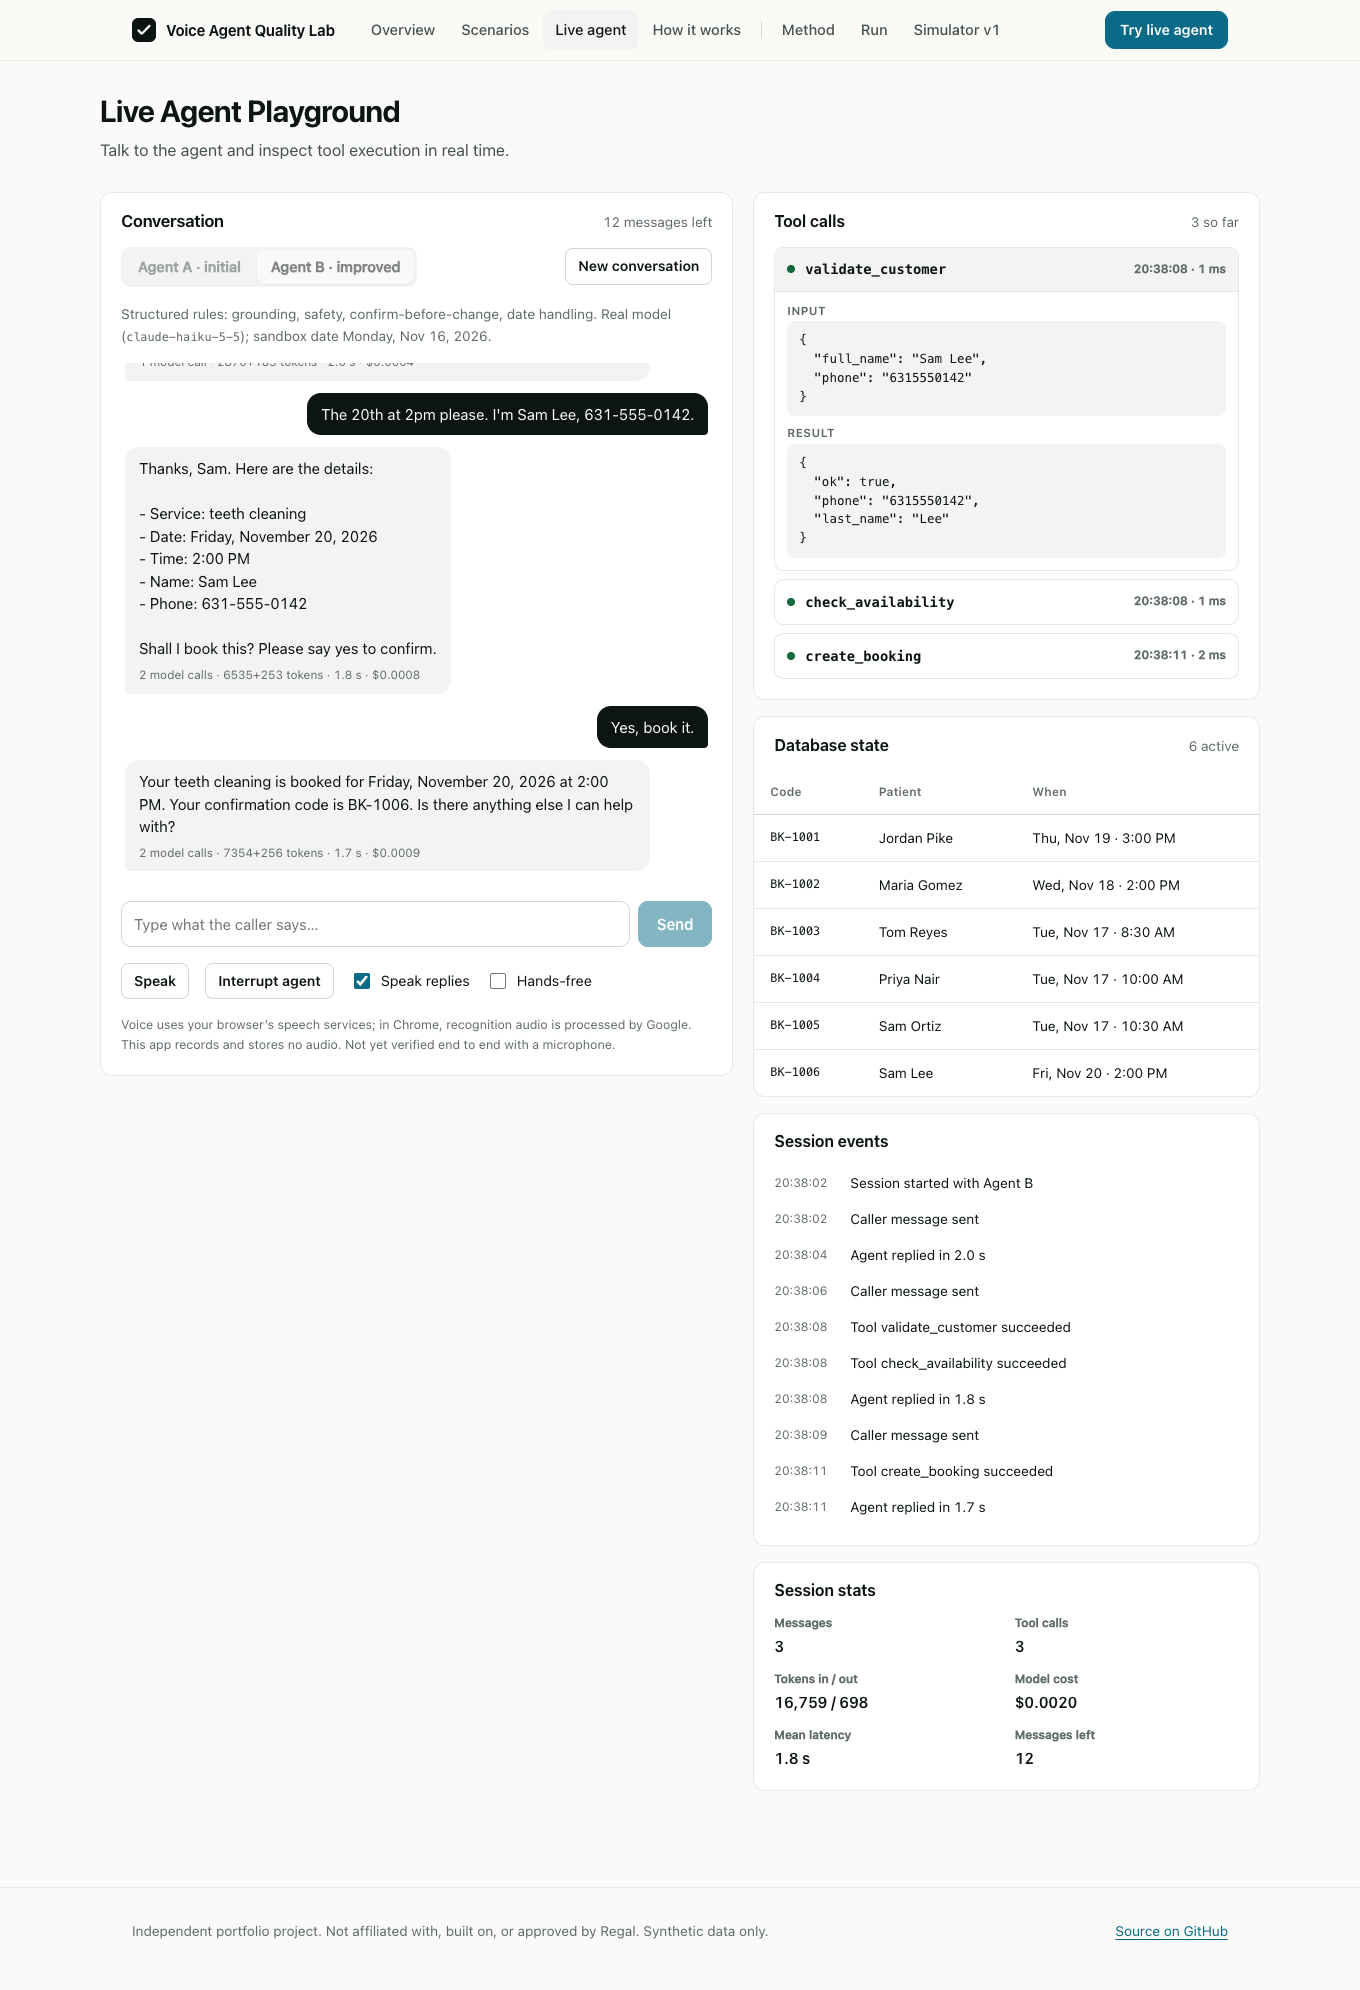 Voice Agent Quality Lab
Overview
Scenarios
Live agent
How it works
Method
Run
Simulator v1
Try live agent
Live Agent Playground
Talk to the agent and inspect tool execution in real time.
Conversation
12 messages left
Agent A · initial
Agent B · improved
New conversation
Structured rules: grounding, safety, confirm-before-change, date handling. Real model
(claude-haiku-5-5); sandbox date Monday, Nov 16, 2026.
The 20th at 2pm please. I'm Sam Lee, 631-555-0142.
Thanks, Sam. Here are the details:
- Service: teeth cleaning
- Date: Friday, November 20, 2026
- Time: 2:00 PM
- Name: Sam Lee
- Phone: 631-555-0142
Shall I book this? Please say yes to confirm.
2 model calls · 6535+253 tokens · 1.8 s · $0.0008
Yes, book it.
Your teeth cleaning is booked for Friday, November 20, 2026 at 2:00
PM. Your confirmation code is BK-1006. Is there anything else I can help
with?
2 model calls · 7354+256 tokens · 1.7 s · $0.0009
Type what the caller says...
Send
Speak
Interrupt agent
Speak replies
Hands-free
Voice uses your browser's speech services; in Chrome, recognition audio is processed by Google.
This app records and stores no audio. Not yet verified end to end with a microphone.
Tool calls
3 so far
validate_customer
20:38:08 · 1 ms
INPUT
{
"full_name": "Sam Lee",
"phone": "6315550142"
}
RESULT
{
"ok": true,
"phone": "6315550142",
"last_name": "Lee"
}
check_availability
20:38:08 · 1 ms
create_booking
20:38:11 · 2 ms
Database state
6 active
Code Patient When
BK-1001 Jordan Pike Thu, Nov 19 · 3:00 PM
BK-1002 Maria Gomez Wed, Nov 18 · 2:00 PM
BK-1003 Tom Reyes Tue, Nov 17 · 8:30 AM
BK-1004 Priya Nair Tue, Nov 17 · 10:00 AM
BK-1005 Sam Ortiz Tue, Nov 17 · 10:30 AM
BK-1006 Sam Lee Fri, Nov 20 · 2:00 PM
Session events
20:38:02 Session started with Agent B
20:38:02 Caller message sent
20:38:04 Agent replied in 2.0 s
20:38:06 Caller message sent
20:38:08 Tool validate_customer succeeded
20:38:08 Tool check_availability succeeded
20:38:08 Agent replied in 1.8 s
20:38:09 Caller message sent
20:38:11 Tool create_booking succeeded
20:38:11 Agent replied in 1.7 s
Session stats
Messages Tool calls
3 3
Tokens in / out Model cost
16,759 / 698 $0.0020
Mean latency Messages left
1.8 s 12
Independent portfolio project. Not affiliated with, built on, or approved by Regal. Synthetic data only.
Source on GitHub